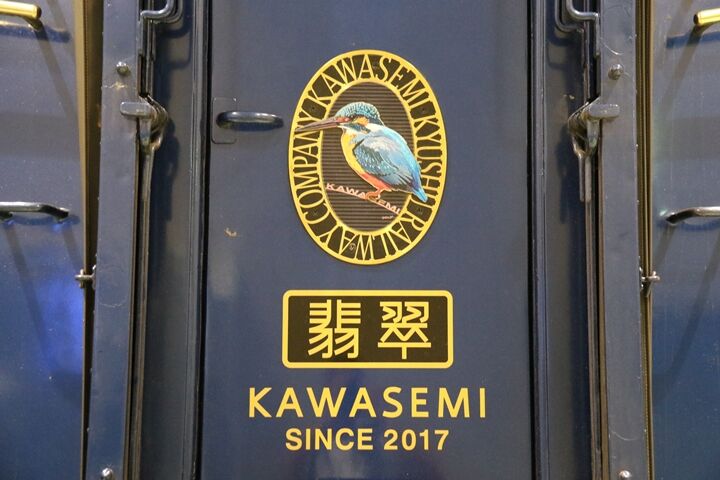 KAWASEMI KYUSHU RAILWAY COMPANY
KAWASEMI
翡翠
KAWASEMI
SINCE 2017